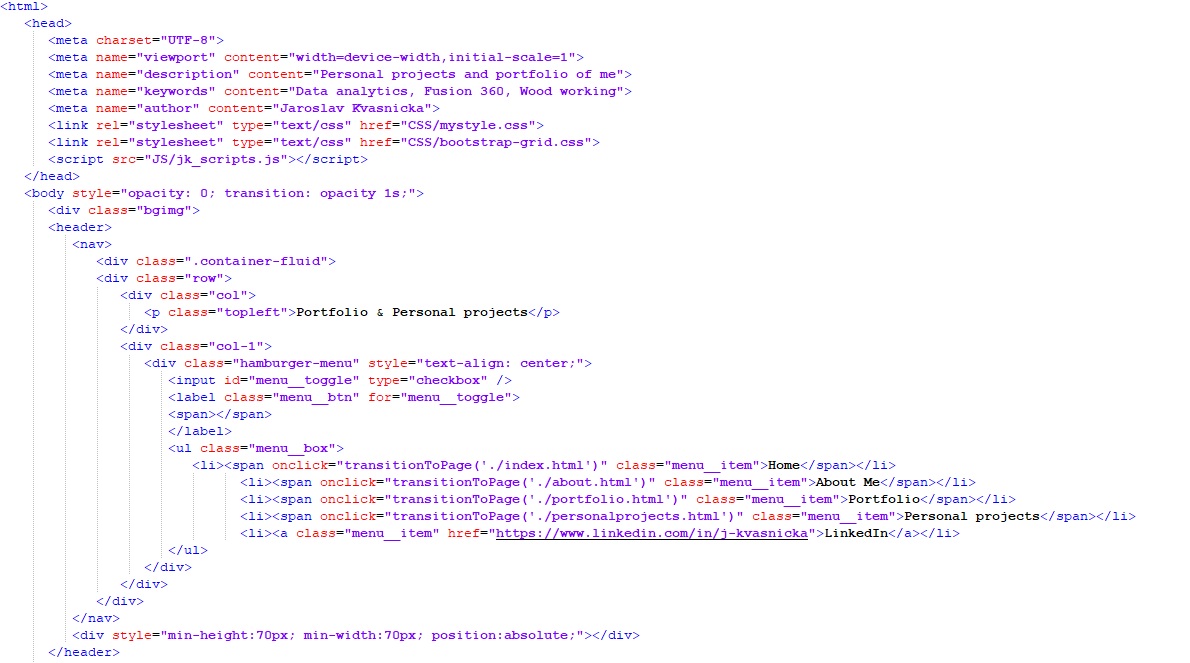 <html>
<head>
<meta charset="UTF-8">
<meta name="viewport" content="width=device-width,initial-scale=1">
<meta name="description" content="Personal projects and portfolio of me">
<meta name="keywords" content="Data analytics, Fusion 360, Wood working">
<meta name="author" content="Jaroslav Kvasnicka">
<link rel="stylesheet" type="text/css" href="CSS/mystyle.css">
<link rel="stylesheet" type="text/css" href="CSS/bootstrap-grid.css">
<script src="JS/jk_scripts.js"></script>
</head>
<body style="opacity: 0; transition: opacity 1s;">
<div class="bgimg">
<header>
<nav>
<div class=".container-fluid">
<div class="row">
<div class="col">
<p class="topleft">Portfolio & Personal projects</p>
</div>
<div class="col-1">
<div class="hamburger-menu" style="text-align: center;">
<input id="menu__toggle" type="checkbox" />
<label class="menu__btn" for="menu__toggle">
<span></span>
</label>
<ul class="menu__box">
<li><span onclick="transitionToPage('./index.html')" class="menu__item">Home</span></li>
<li><span onclick="transitionToPage('./about.html')" class="menu__item">About Me</span></li>
<li><span onclick="transitionToPage('./portfolio.html')" class="menu__item">Portfolio</span></li>
<li><span onclick="transitionToPage('./personalprojects.html')" class="menu__item">Personal projects</span></li>
<li><a class="menu__item" href="https://www.linkedin.com/in/j-kvasnicka">LinkedIn</a></li>
</ul>
</div>
</div>
</div>
</nav>
<div style="min-height:70px; min-width:70px; position:absolute;"></div>
</header>